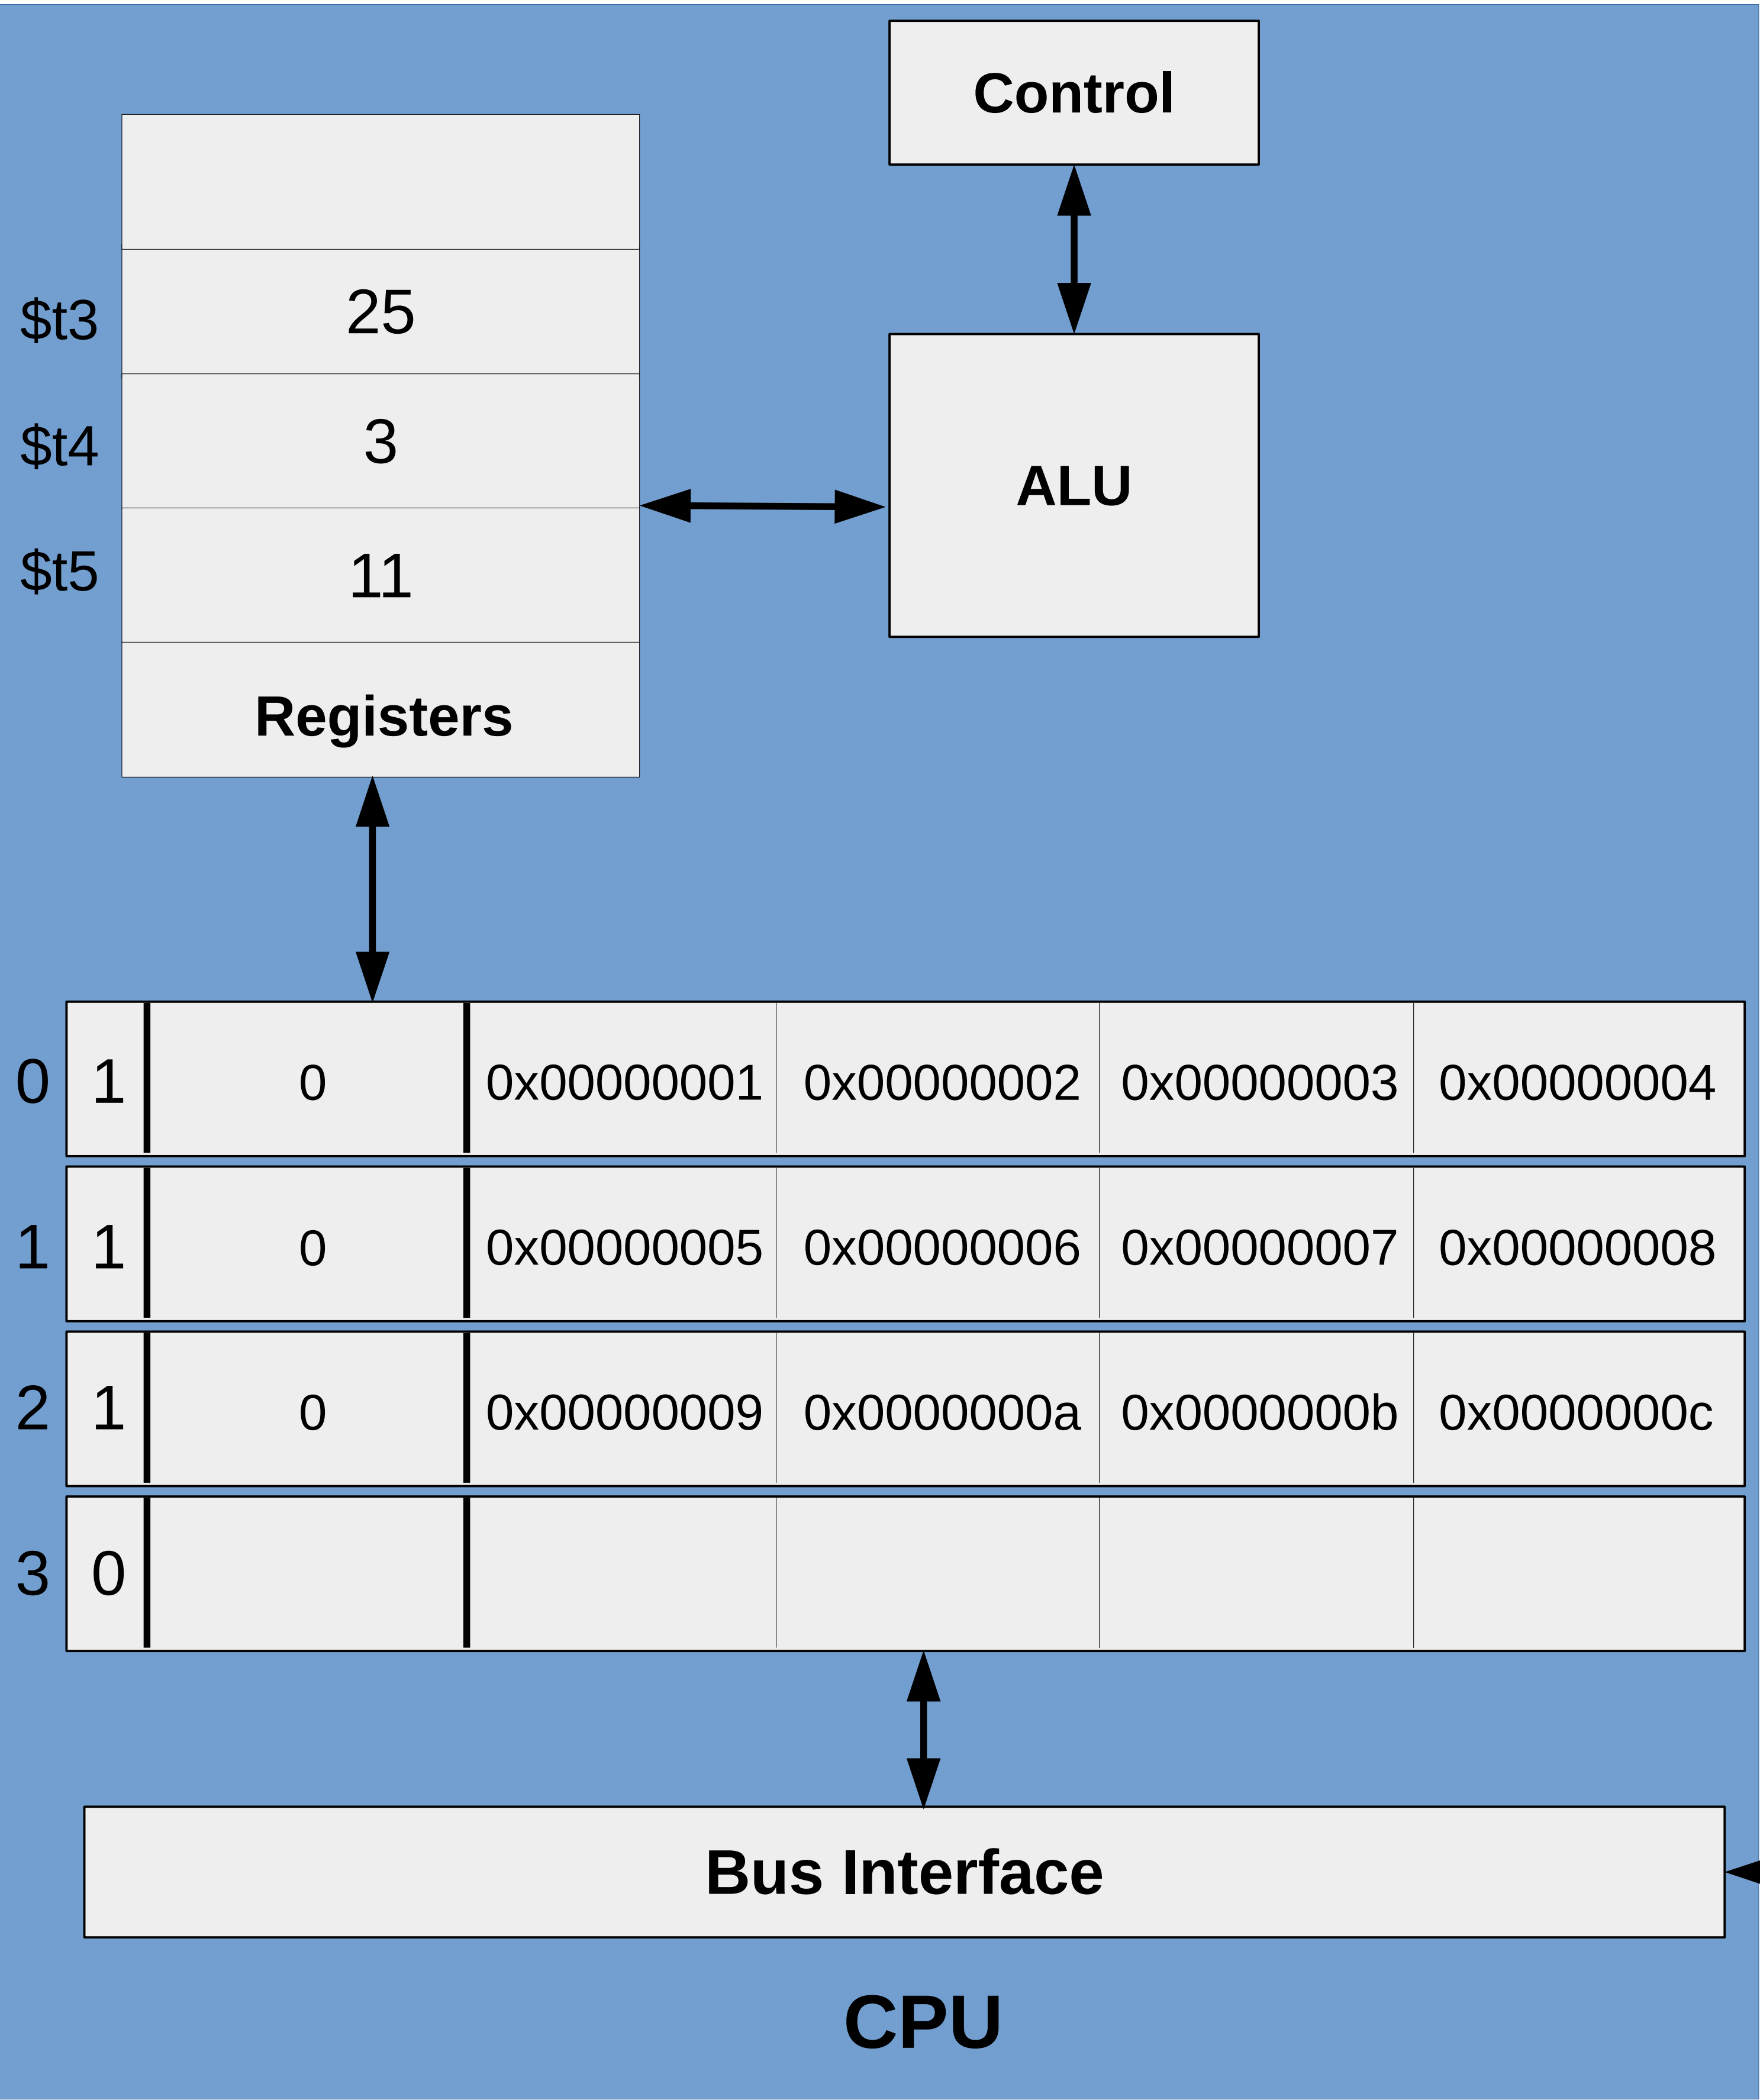 Control
$t3 25
$t4 3
ALU
$t5 11
Registers
0 1 0 0x00000001 0x00000002 0x00000003 0x00000004
1 1 0 0x00000005 0x00000006 0x00000007 0x00000008
2 1 0 0x00000009 0x0000000a 0x0000000b 0x0000000c
3 0
Bus Interface
CPU